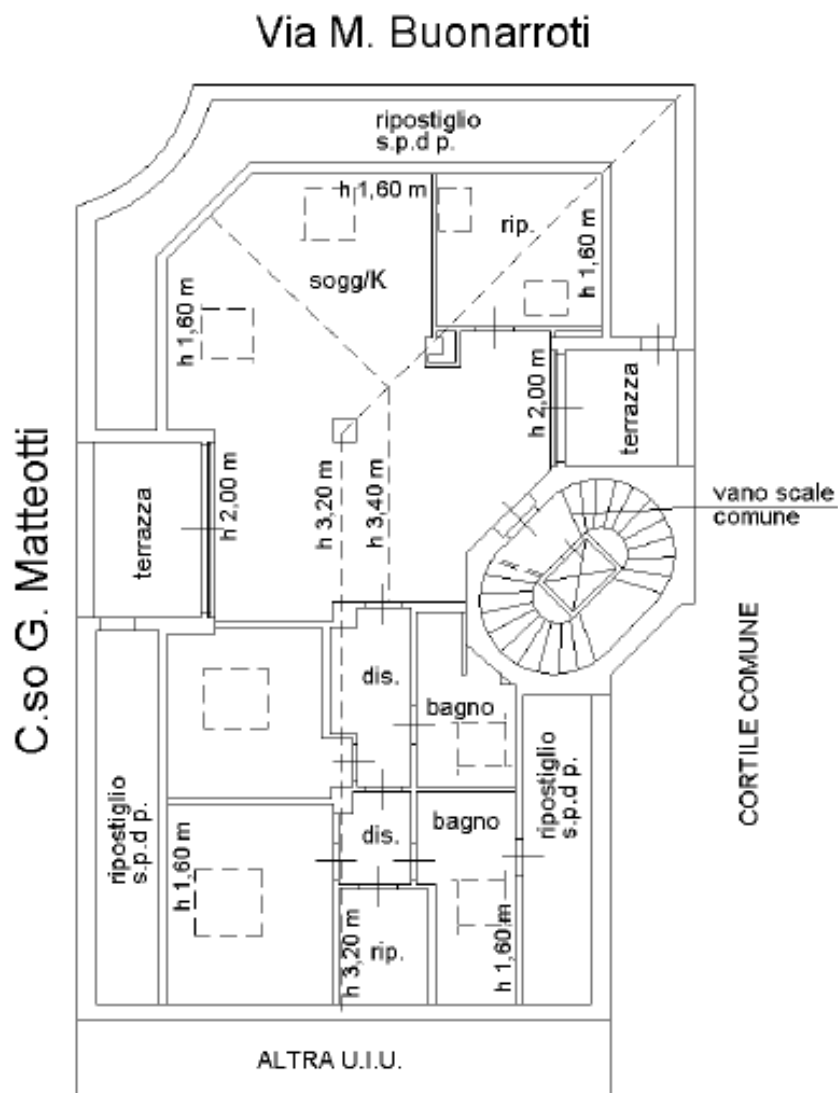 Via M. Buonarroti
ripostiglio
s.p.d p.
h 1,60 m
rip.
h 1,60 m
sogg/K
h 1,60 m
h 2,00 m
terrazza
C.so G. Matteotti
terrazza
h 2,00 m
h 3,20 m
h 3,40 m
vano scale
comune
dis.
bagno
CORTILE COMUNE
ripostiglio
s.p.d p.
h 1,60 m
dis.
bagno
ripostiglio
s.p.d p.
h 3,20 m
rip.
h 1,60 m
ALTRA U.I.U.